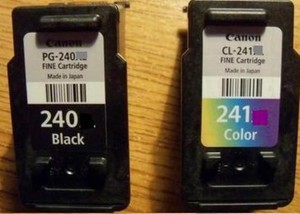 Canon
PG-240
FINE Cartridge
Made in Japan
240
Black
Canon
CL-241
FINE Cartridge
Made in Japan
241
Color